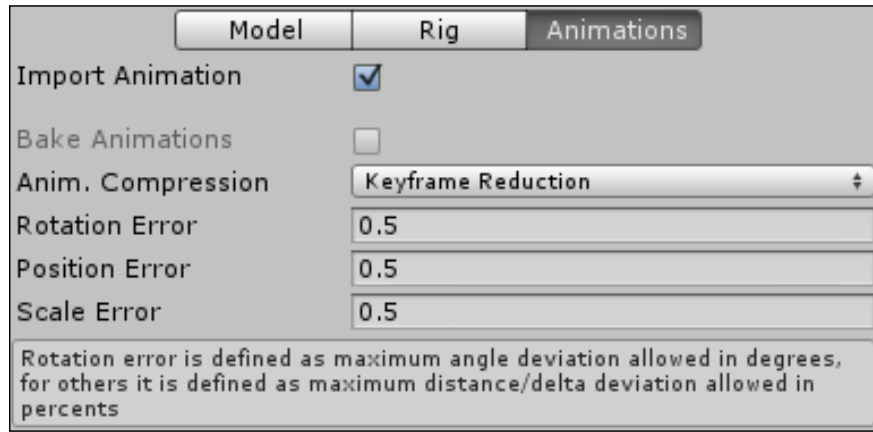 Model Rig Animations
Import Animation
Bake Animations
Anim. Compression Keyframe Reduction
Rotation Error 0.5
Position Error 0.5
Scale Error 0.5
Rotation error is defined as maximum angle deviation allowed in degrees,
for others it is defined as maximum distance/delta deviation allowed in
percents